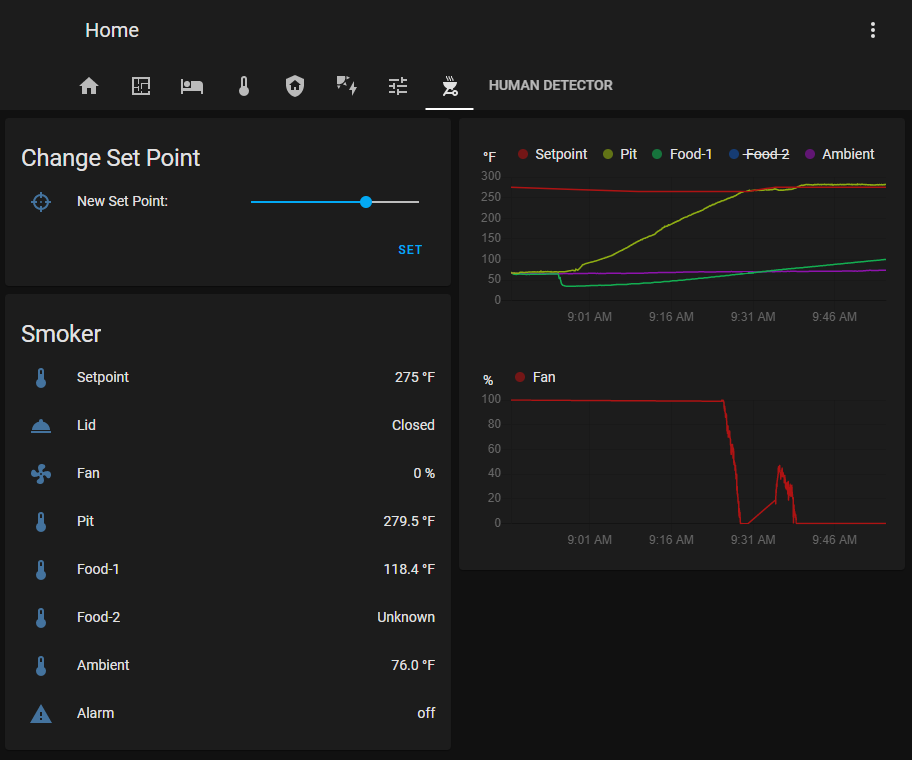 Home
HUMAN DETECTOR
Change Set Point
New Set Point:
SET
Smoker
Setpoint 275 °F
Lid Closed
Fan 0 %
Pit 279.5 °F
Food-1 118.4 °F
Food-2 Unknown
Ambient 76.0 °F
Alarm off
°F Setpoint Pit Food-1 Food 2 Ambient
300
250
200
150
100
50
0
9:01 AM 9:16 AM 9:31 AM 9:46 AM
% Fan
100
80
60
40
20
0
9:01 AM 9:16 AM 9:31 AM 9:46 AM